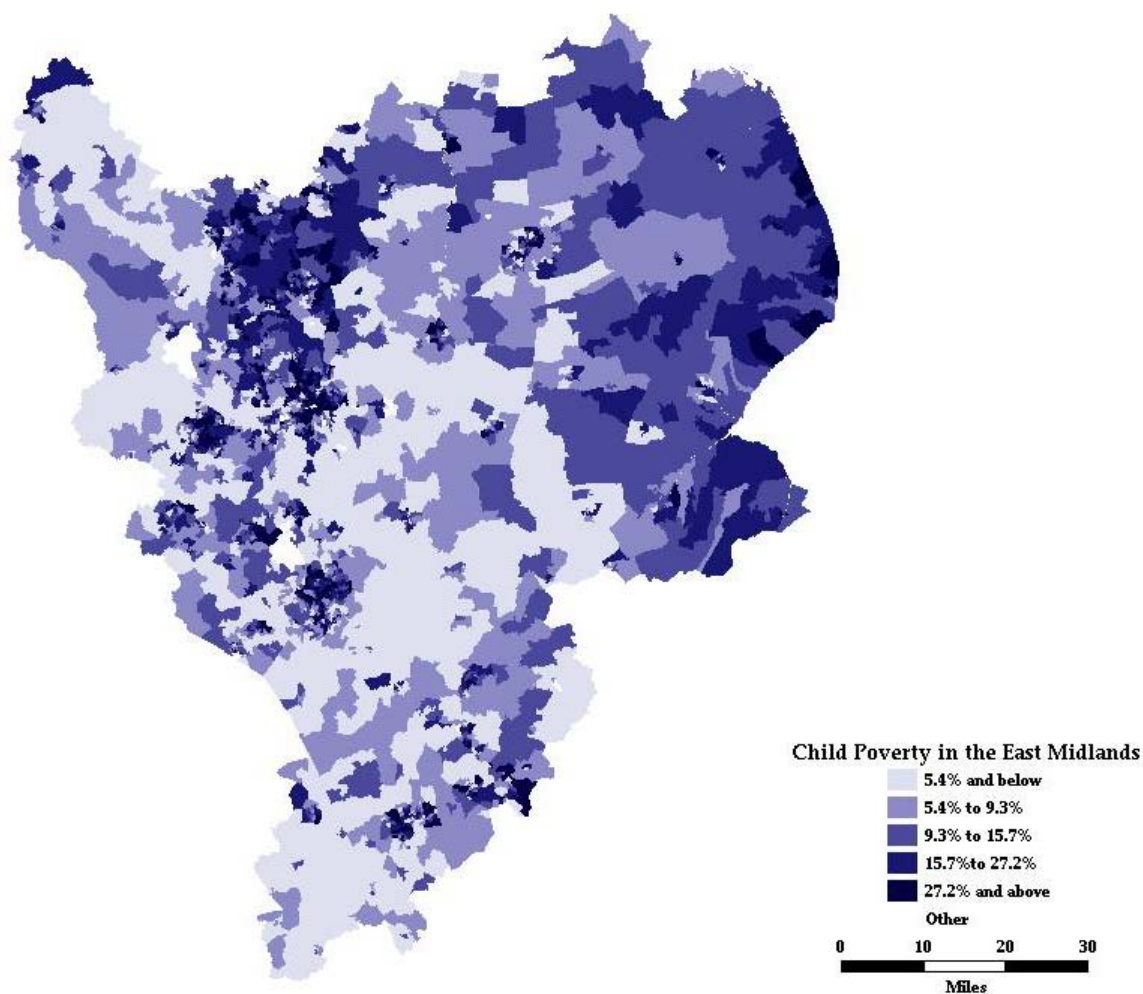 Child Poverty in the East Midlands
5.4% and below
5.4% to 9.3%
9.3% to 15.7%
15.7%to 27.2%
27.2% and above
Other
0 10 20 30
Miles